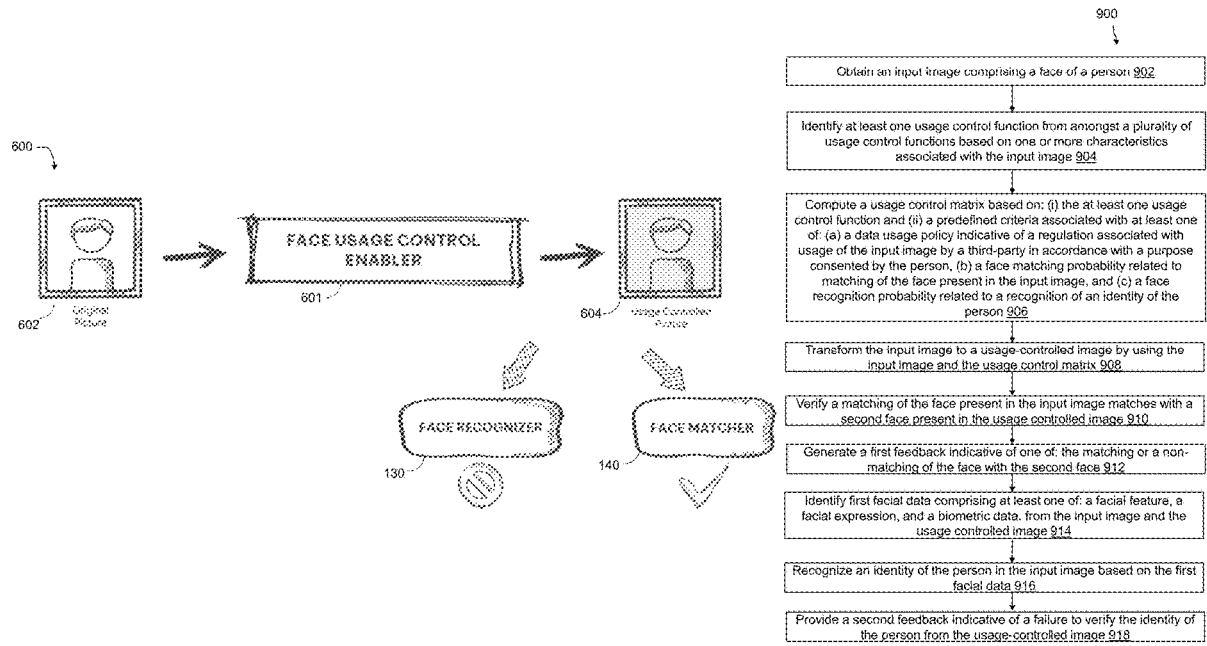 600
602
Original
Picture
FACE USAGE CONTROL
ENABLER
601
604
Usage Controlled
Picture
FACE RECOGNIZER
130
FACE MATCHER
140
900
Obtain an input image comprising a face of a person 902
Identify at least one usage control function from amongst a plurality of
usage control functions based on one or more characteristics
associated with the input image 904
Compute a usage control matrix based on: (i) the at least one usage
control function and (ii) a predefined criteria associated with at least one
of: (a) a data usage policy indicative of a regulation associated with
usage of the input image by a third-party in accordance with a purpose
consented by the person, (b) a face matching probability related to
matching of the face present in the input image, and (c) a face
recognition probability related to a recognition of an identity of the
person 906
Transform the input image to a usage-controlled image by using the
input image and the usage control matrix 908
Verify a matching of the face present in the input image matches with a
second face present in the usage controlled image 910
Generate a first feedback indicative of one of: the matching or a non-
matching of the face with the second face 912
Identify first facial data comprising at least one of: a facial feature, a
facial expression, and a biometric data, from the input image and the
usage controlled image 914
Recognize an identity of the person in the input image based on the first
facial data 916
Provide a second feedback indicative of a failure to verify the identity of
the person from the usage-controlled image 918